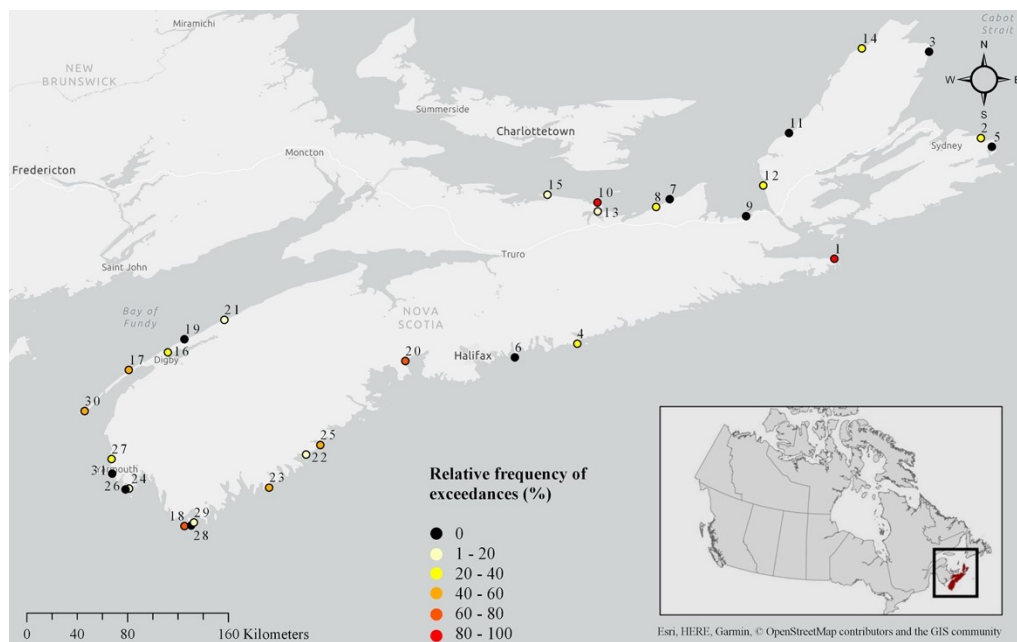 Miramichi
Cabot
Strait
14
3
N
NEW
BRUNSWICK
W
E
Summerside
S
11
2
Charlottetown
Sydney
5
Fredericton
Moncton
12
15
10
8
7
13
9
Truro
1
Saint John
Bay of
Fundy
21
NOVA
SCOTIA
19
4
16
Digby
20
Halifax
6
17
30
25
27
22
Relative frequency of
exceedances (%)
31
26
24
23
18
29
28
0
1 - 20
20 - 40
40 - 60
60 - 80
80 - 100
0
40
80
160 Kilometers
Esri, HERE, Garmin, © OpenStreetMap contributors and the GIS community